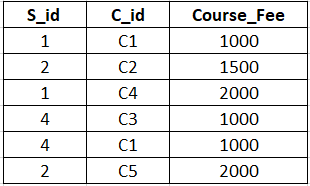 S_id C_id Course_Fee
1 C1 1000
2 C2 1500
1 C4 2000
4 C3 1000
4 C1 1000
2 C5 2000